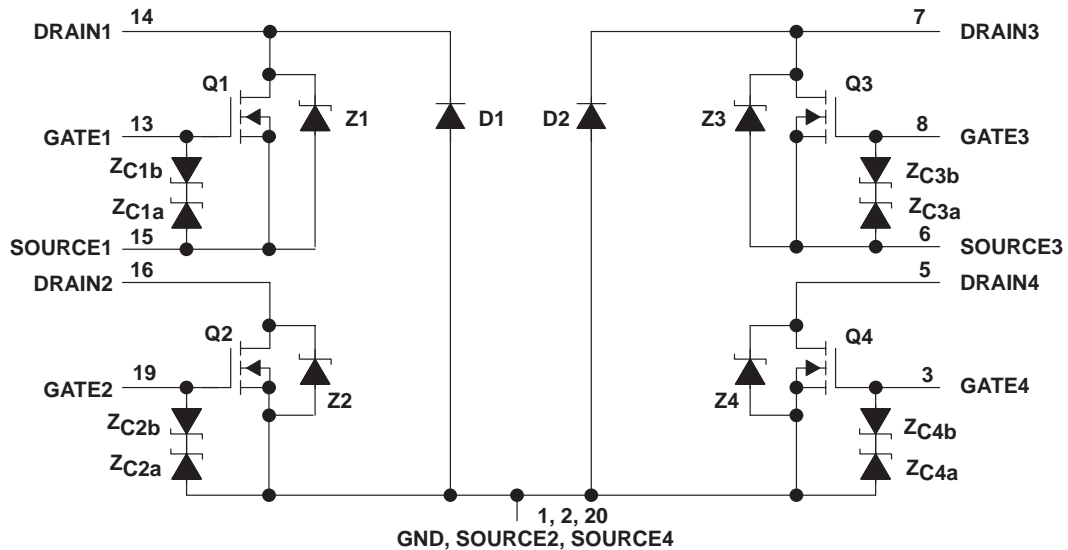 14
DRAIN1
Q1
Z1
13
GATE1
ZC1b
ZC1a
15
SOURCE1
16
DRAIN2
Q2
Z2
19
GATE2
ZC2b
ZC2a
D1
D2
7
DRAIN3
Q3
Z3
8
GATE3
ZC3b
ZC3a
6
SOURCE3
5
DRAIN4
Q4
Z4
3
GATE4
ZC4b
ZC4a
1, 2, 20
GND, SOURCE2, SOURCE4